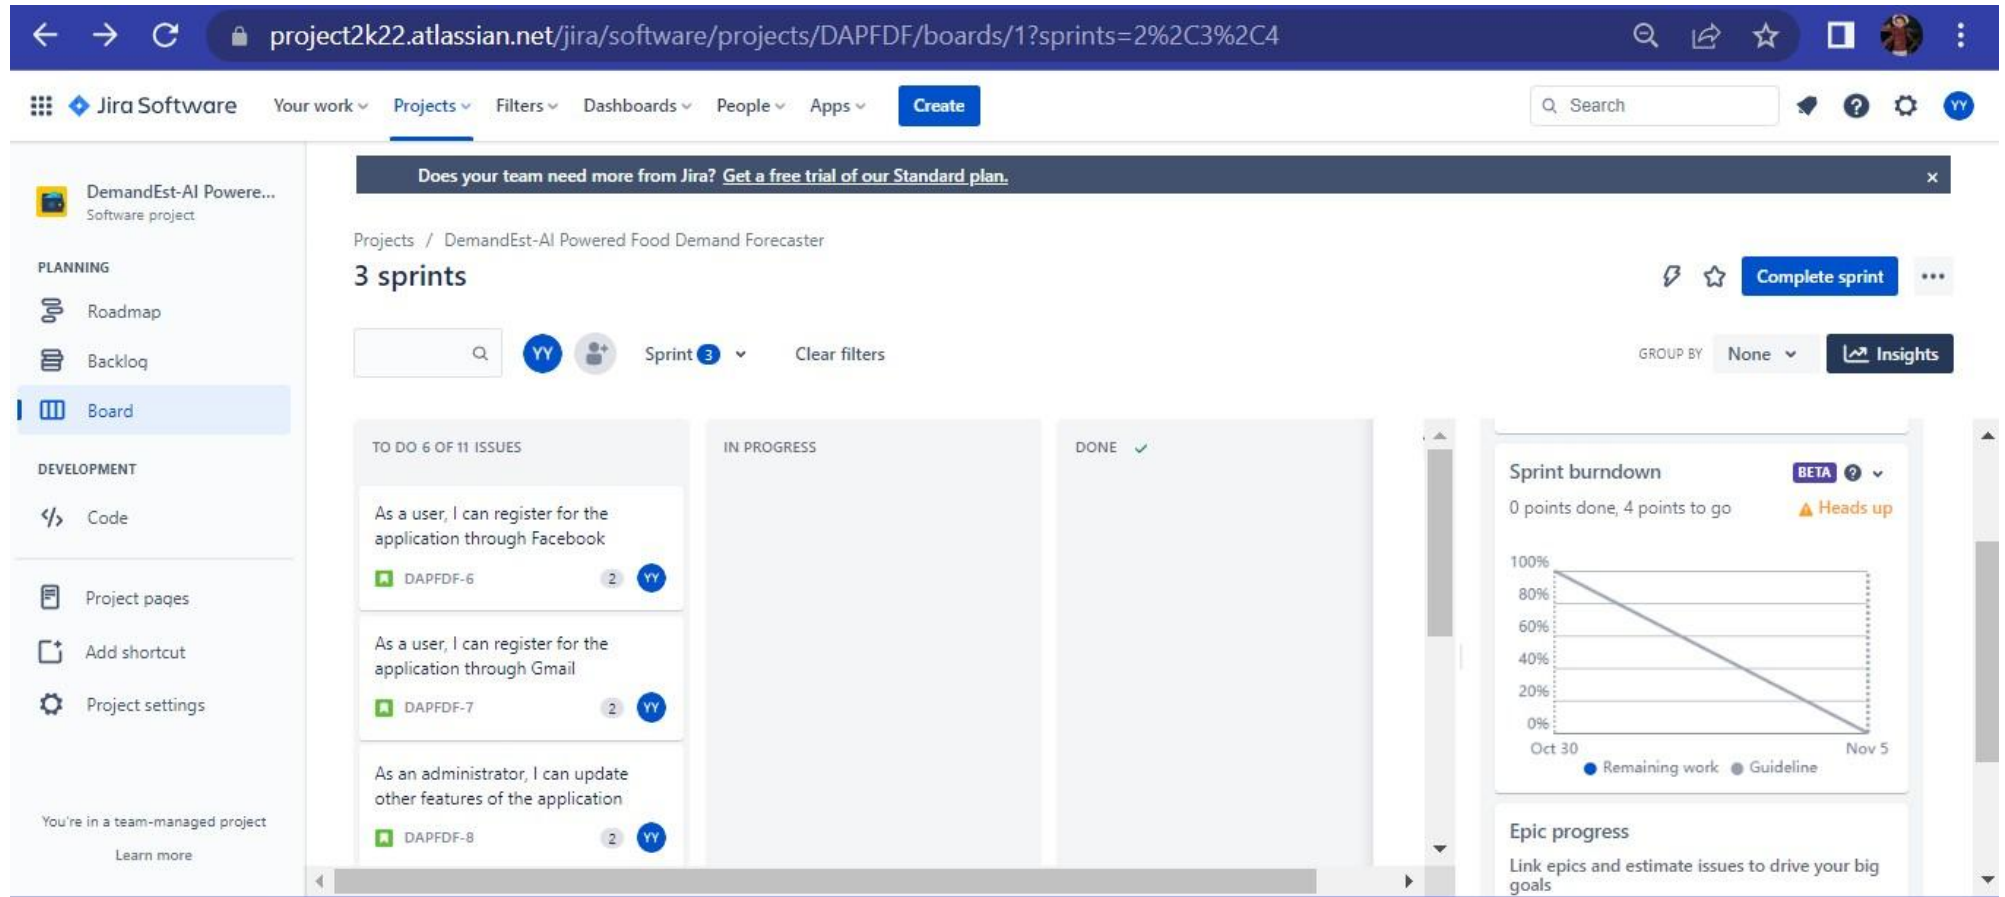 project2k22.atlassian.net/jira/software/projects/DAPFDF/boards/1?sprints=2%2C3%2C4
Jira Software Your work Projects Filters Dashboards People Apps Create Search YY
Does your team need more from Jira? Get a free trial of our Standard plan.
DemandEst-AI Powere...
Software project
PLANNING
Roadmap
Backlog
Board
DEVELOPMENT
Code
Project pages
Add shortcut
Project settings
You're in a team-managed project
Learn more
Projects / DemandEst-AI Powered Food Demand Forecaster
3 sprints
Complete sprint
YY Sprint 3 Clear filters
GROUP BY None Insights
TO DO 6 OF 11 ISSUES
As a user, I can register for the
application through Facebook
DAPFDF-6 2 YY
As a user, I can register for the
application through Gmail
DAPFDF-7 2 YY
As an administrator, I can update
other features of the application
DAPFDF-8 2 YY
IN PROGRESS
DONE
Sprint burndown BETA
0 points done, 4 points to go Heads up
100%
80%
60%
40%
20%
0%
Oct 30 Nov 5
Remaining work Guideline
Epic progress
Link epics and estimate issues to drive your big
goals